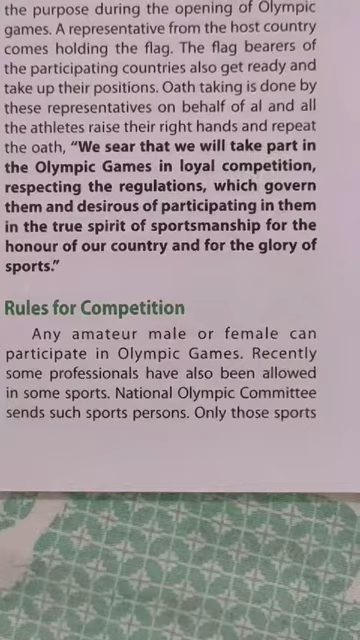 the purpose during the opening of Olympic
games. A representative from the host country
comes holding the flag. The flag bearers of
the participating countries also get ready and
take up their positions. Oath taking is done by
these representatives on behalf of al and all
the athletes raise their right hands and repeat
the oath, “We sear that we will take part in
the Olympic Games in loyal competition,
respecting the regulations, which govern
them and desirous of participating in them
in the true spirit of sportsmanship for the
honour of our country and for the glory of
sports.”
Rules for Competition
Any amateur male or female can
participate in Olympic Games. Recently
some professionals have also been allowed
in some sports. National Olympic Committee
sends such sports persons. Only those sports